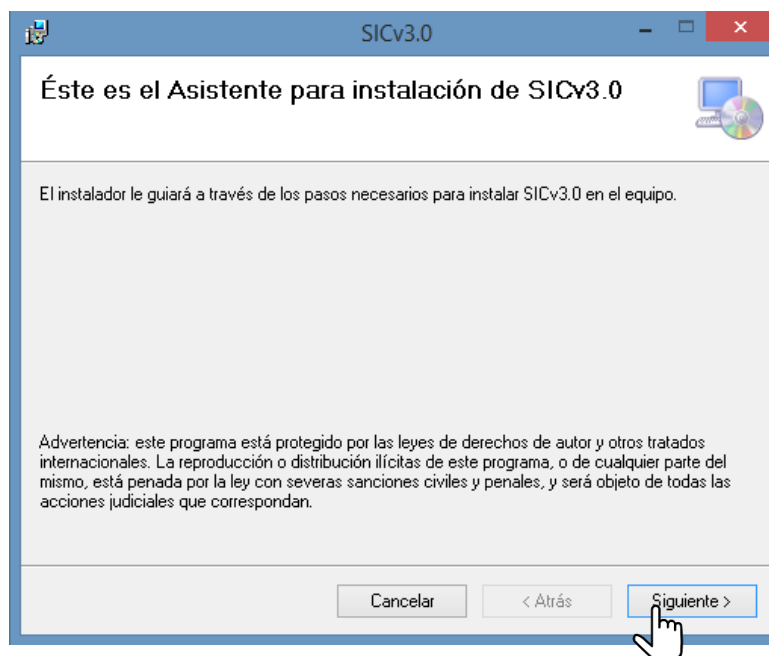 SICv3.0
Éste es el Asistente para instalación de SICv3.0
El instalador le guiará a través de los pasos necesarios para instalar SICv3.0 en el equipo.
Advertencia: este programa está protegido por las leyes de derechos de autor y otros tratados
internacionales. La reproducción o distribución ilícitas de este programa, o de cualquier parte del
mismo, está penada por la ley con severas sanciones civiles y penales, y será objeto de todas las
acciones judiciales que correspondan.
Cancelar
< Atrás
Siguiente >